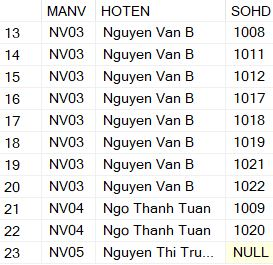 MANV HOTEN SOHD
13 NV03 Nguyen Van B 1008
14 NV03 Nguyen Van B 1011
15 NV03 Nguyen Van B 1012
16 NV03 Nguyen Van B 1017
17 NV03 Nguyen Van B 1018
18 NV03 Nguyen Van B 1019
19 NV03 Nguyen Van B 1021
20 NV03 Nguyen Van B 1022
21 NV04 Ngo Thanh Tuan 1009
22 NV04 Ngo Thanh Tuan 1020
23 NV05 Nguyen Thi Tru... NULL